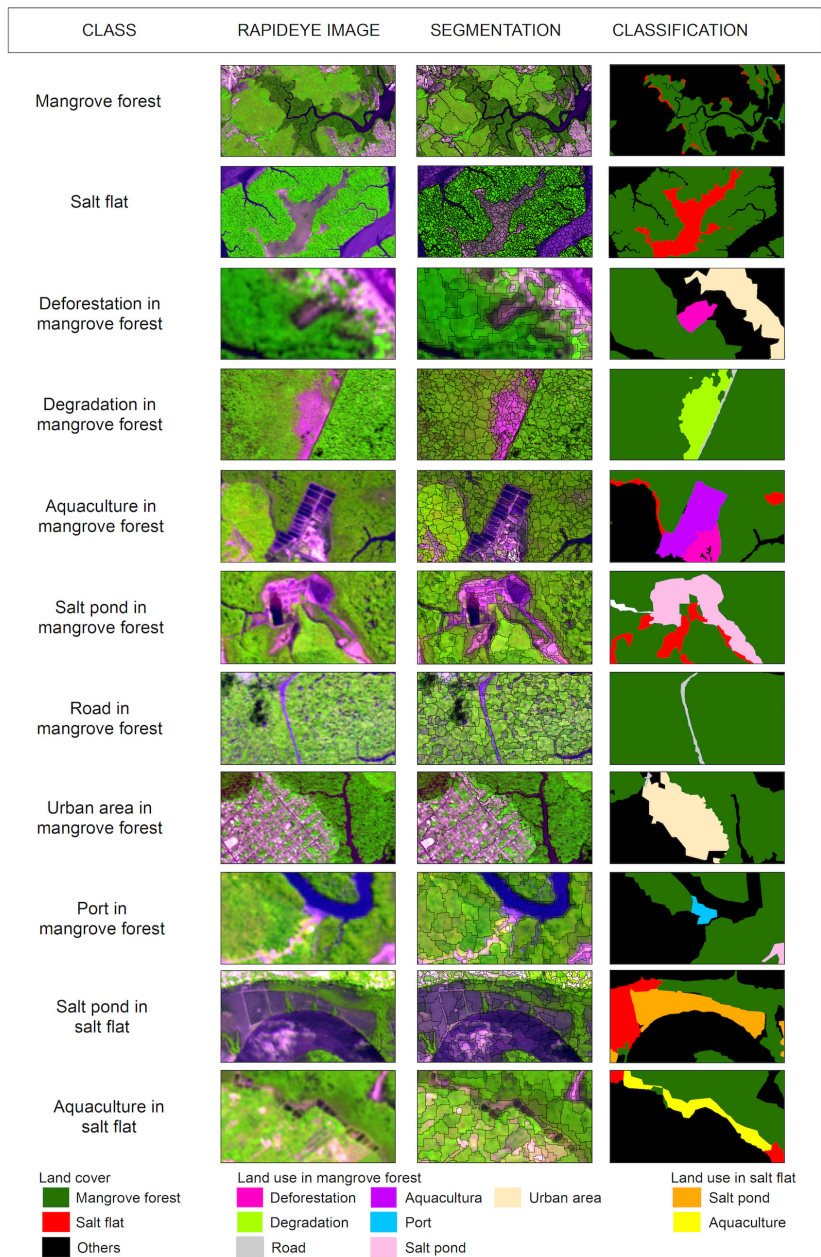 CLASS RAPIDEYE IMAGE SEGMENTATION CLASSIFICATION
Mangrove forest
Salt flat
Deforestation in
mangrove forest
Degradation in
mangrove forest
Aquaculture in
mangrove forest
Salt pond in
mangrove forest
Road in
mangrove forest
Urban area in
mangrove forest
Port in
mangrove forest
Salt pond in
salt flat
Aquaculture in
salt flat
Land cover
Mangrove forest
Salt flat
Others
Land use in mangrove forest
Deforestation Aquacultura Urban area
Degradation Port
Road Salt pond
Land use in salt flat
Salt pond
Aquaculture